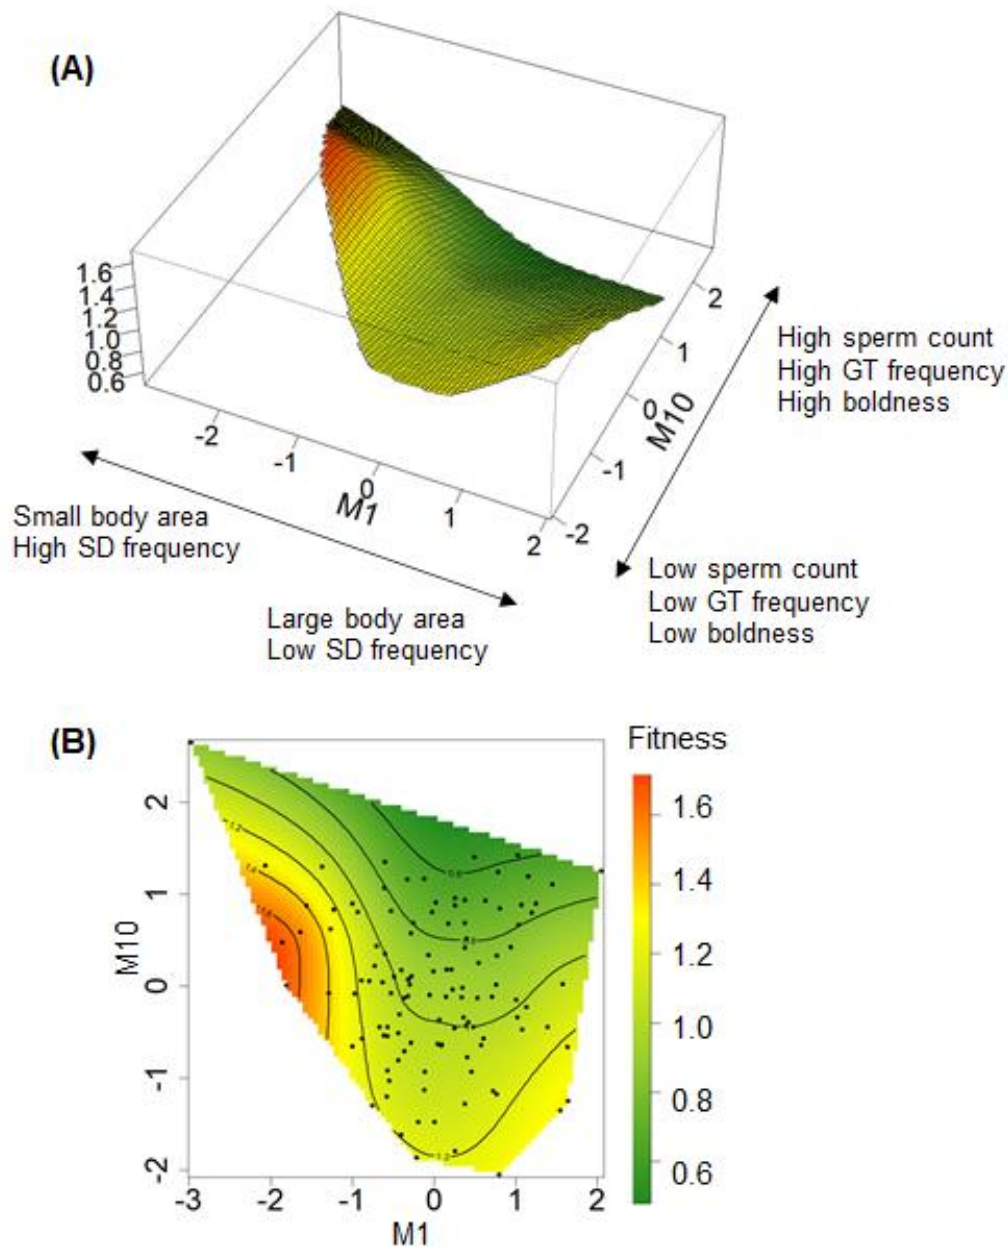 (A)
1.6
1.4
1.2
1.0
0.8
0.6
-2
-1
0
1
2
M1
-2
-1
0
1
2
M10
High sperm count
High GT frequency
High boldness
Small body area
High SD frequency
Large body area
Low SD frequency
Low sperm count
Low GT frequency
Low boldness
(B)
Fitness
2
1
0
-1
-2
M10
-3
-2
-1
0
1
2
M1
1.6
1.4
1.2
1.0
0.8
0.6